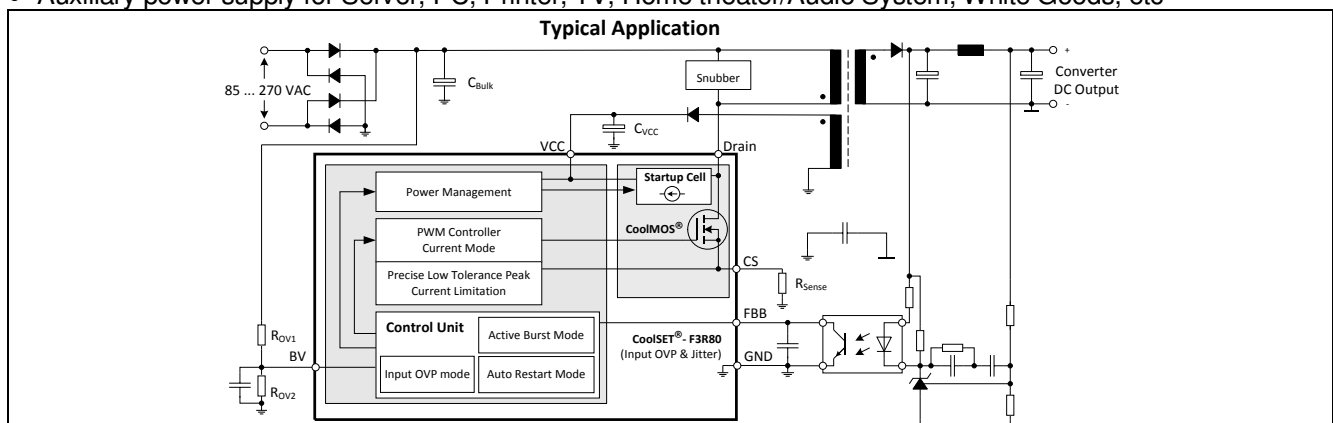 • Auxiliary power supply for Server, PC, Printer, TV, Home theater/Audio System, White Goods, etc
Typical Application
85 ... 270 VAC
CBulk
Snubber
+
Converter
DC Output
-
CVCC
VCC
Drain
Power Management
Startup Cell
CoolMOS®
PWM Controller
Current Mode
Precise Low Tolerance Peak
Current Limitation
CS
RSense
FBB
Control Unit
Active Burst Mode
CoolSET®- F3R80
(Input OVP & Jitter)
GND
ROV1
BV
Input OVP mode
Auto Restart Mode
ROV2